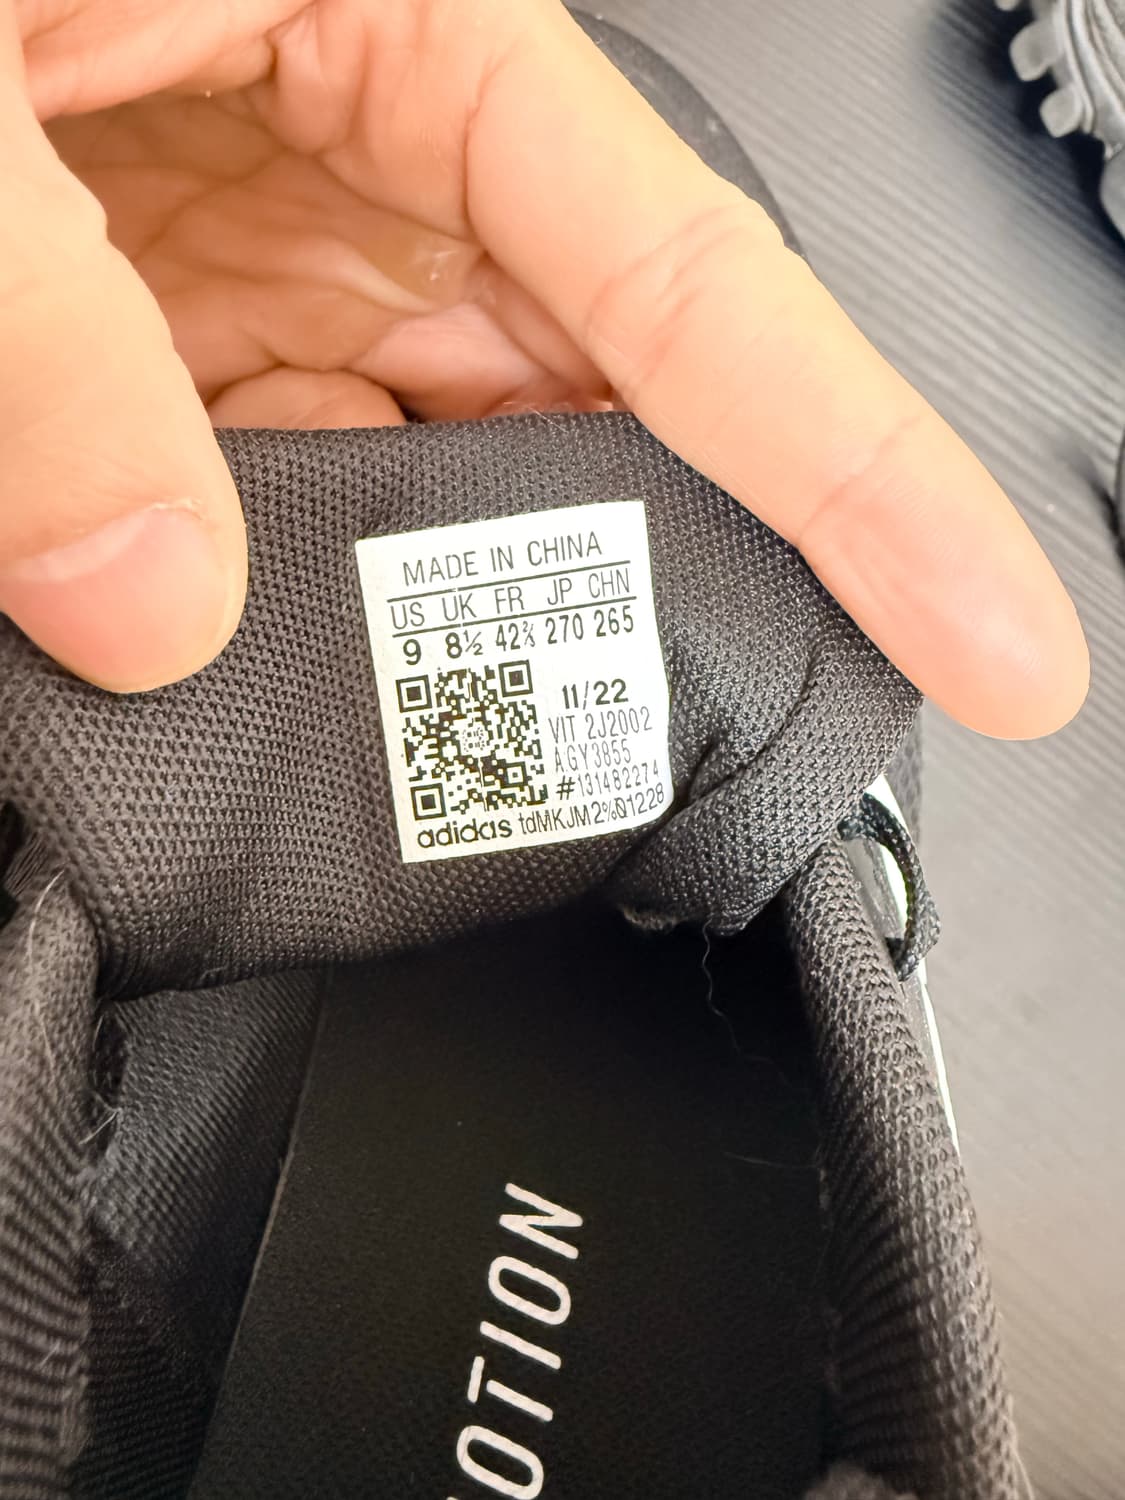 MADE IN CHINA
US UK FR JP CHN
9 8½ 42⅔ 270 265
11/22
VIT 2J2002
A.GY3855
#131482274
adidas tdMKJM2%Q1228
OTION